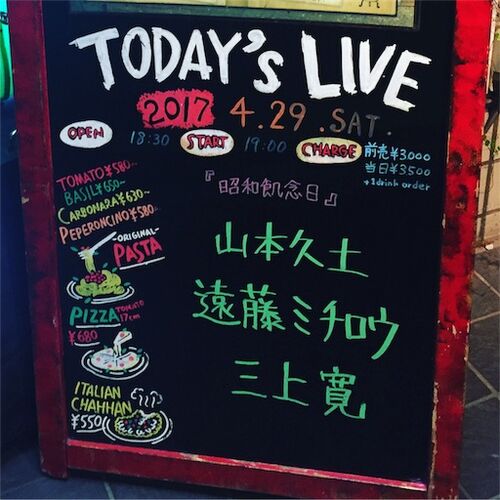 TODAY'S LIVE
2017 4.29 .SAT.
OPEN 18:30 START 19:00 CHARGE 前売¥3000
当日¥3500
+1drink order
『昭和飢念日』
TOMATO¥580~
BASIL¥650~
CARBONARA¥630~
PEPERONCINO¥580~
-ORIGINAL-
PASTA
山本久土
遠藤ミチロウ
三上寛
PIZZA TOMATO
17cm
¥680
ITALIAN
CHAHHAN
¥550